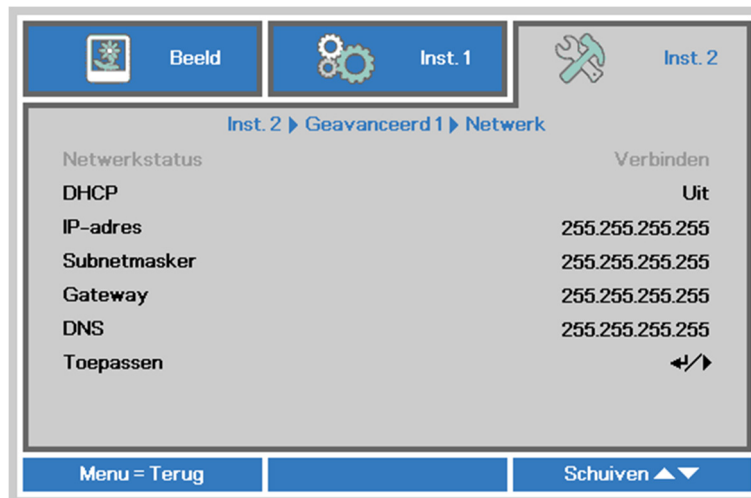 Beeld Inst. 1 Inst. 2
Inst. 2 Geavanceerd 1 Netwerk
Netwerkstatus Verbinden
DHCP Uit
IP-adres 255.255.255.255
Subnetmasker 255.255.255.255
Gateway 255.255.255.255
DNS 255.255.255.255
Toepassen
Menu = Terug Schuiven